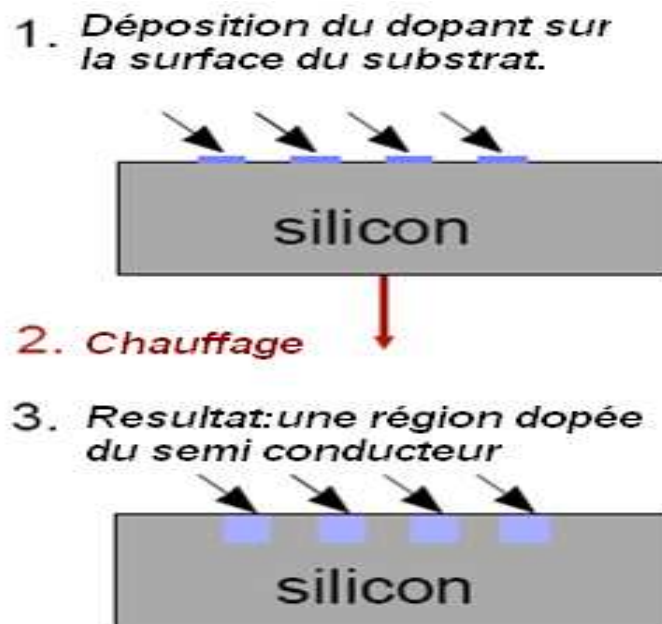 1. Déposition du dopant sur
la surface du substrat.
silicon
2. Chauffage
3. Resultat:une région dopée
du semi conducteur
silicon